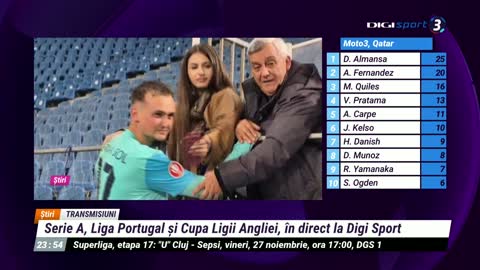 DIGI sport 3
Moto3, Qatar
1 D. Almansa 25
2 A. Fernandez 20
3 M. Quiles 16
4 V. Pratama 13
5 A. Carpe 11
6 J. Kelso 10
7 H. Danish 9
8 D. Munoz 8
9 R. Yamanaka 7
10 S. Ogden 6
Știri
Știri TRANSMISIUNI
Serie A, Liga Portugal și Cupa Ligii Angliei, în direct la Digi Sport
23:54 Superliga, etapa 17: "U" Cluj - Sepsi, vineri, 27 noiembrie, ora 17:00, DGS 1